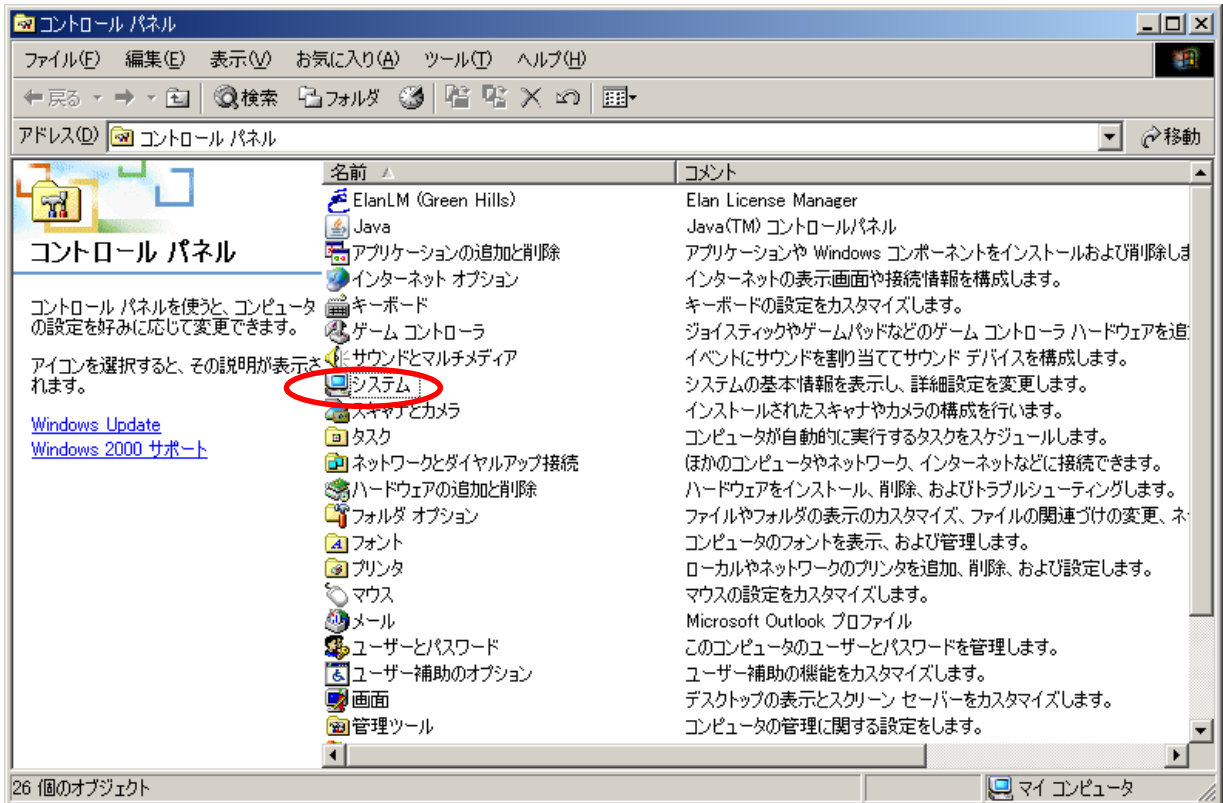 コントロール パネル
ファイル(F) 編集(E) 表示(V) お気に入り(A) ツール(T) ヘルプ(H)
戻る 検索 フォルダ
アドレス(D) コントロール パネル 移動
コントロール パネル
コントロール パネルを使うと、コンピュータ
の設定を好みに応じて変更できます。
アイコンを選択すると、その説明が表示さ
れます。
Windows Update
Windows 2000 サポート
名前 コメント
ElanLM (Green Hills) Elan License Manager
Java Java(TM) コントロールパネル
アプリケーションの追加と削除 アプリケーションや Windows コンポーネントをインストールおよび削除しま
インターネット オプション インターネットの表示画面や接続情報を構成します。
キーボード キーボードの設定をカスタマイズします。
ゲーム コントローラ ジョイスティックやゲームパッドなどのゲーム コントローラ ハードウェアを追
サウンドとマルチメディア イベントにサウンドを割り当ててサウンド デバイスを構成します。
システム システムの基本情報を表示し、詳細設定を変更します。
スキャナとカメラ インストールされたスキャナやカメラの構成を行います。
タスク コンピュータが自動的に実行するタスクをスケジュールします。
ネットワークとダイヤルアップ接続 ほかのコンピュータやネットワーク、インターネットなどに接続できます。
ハードウェアの追加と削除 ハードウェアをインストール、削除、およびトラブルシューティングします。
フォルダ オプション ファイルやフォルダの表示のカスタマイズ、ファイルの関連づけの変更、ネ
フォント コンピュータのフォントを表示、および管理します。
プリンタ ローカルやネットワークのプリンタを追加、削除、および設定します。
マウス マウスの設定をカスタマイズします。
メール Microsoft Outlook プロファイル
ユーザーとパスワード このコンピュータのユーザーとパスワードを管理します。
ユーザー補助のオプション ユーザー補助の機能をカスタマイズします。
画面 デスクトップの表示とスクリーン セーバーをカスタマイズします。
管理ツール コンピュータの管理に関する設定をします。
26 個のオブジェクト マイ コンピュータ